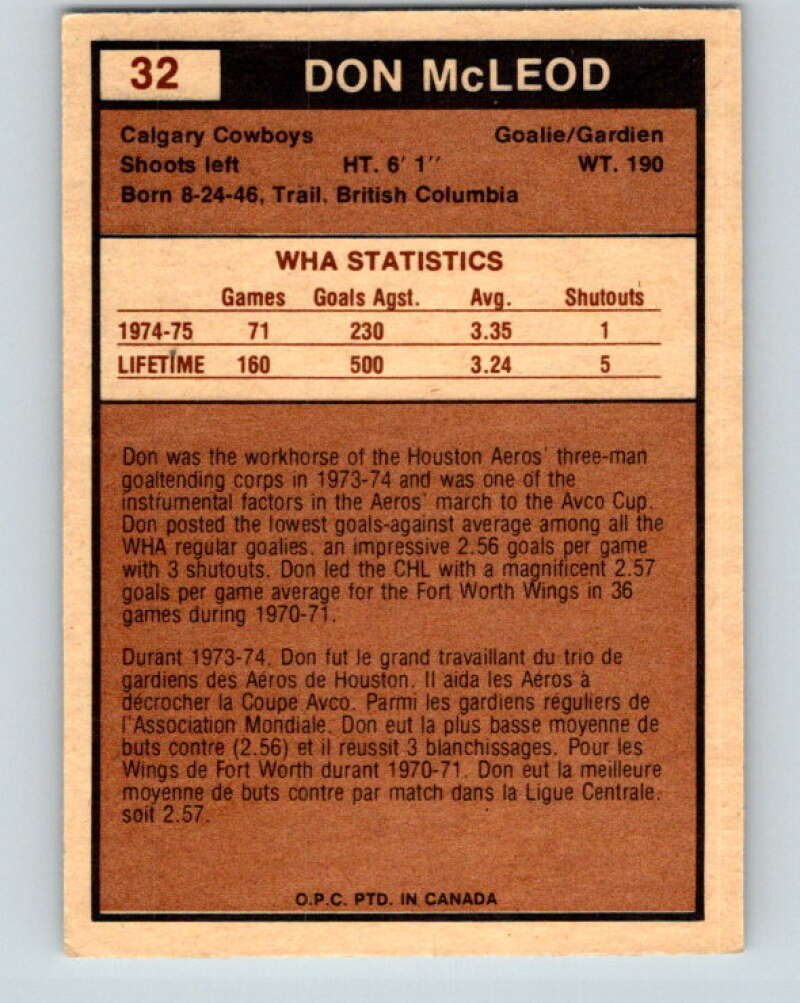 32 DON McLEOD
Calgary Cowboys Goalie/Gardien
Shoots left HT. 6' 1'' WT. 190
Born 8-24-46, Trail, British Columbia
WHA STATISTICS
Games Goals Agst. Avg. Shutouts
1974-75 71 230 3.35 1
LIFETIME 160 500 3.24 5
Don was the workhorse of the Houston Aeros' three-man
goaltending corps in 1973-74 and was one of the
instrumental factors in the Aeros' march to the Avco Cup.
Don posted the lowest goals-against average among all the
WHA regular goalies, an impressive 2.56 goals per game
with 3 shutouts. Don led the CHL with a magnificent 2.57
goals per game average for the Fort Worth Wings in 36
games during 1970-71.
Durant 1973-74, Don fut le grand travaillant du trio de
gardiens des Aéros de Houston. Il aida les Aéros à
décrocher la Coupe Avco. Parmi les gardiens réguliers de
l'Association Mondiale, Don eut la plus basse moyenne de
buts contre (2.56) et il réussit 3 blanchissages. Pour les
Wings de Fort Worth durant 1970-71, Don eut la meilleure
moyenne de buts contre par match dans la Ligue Centrale,
soit 2.57.
O.P.C. PTD. IN CANADA